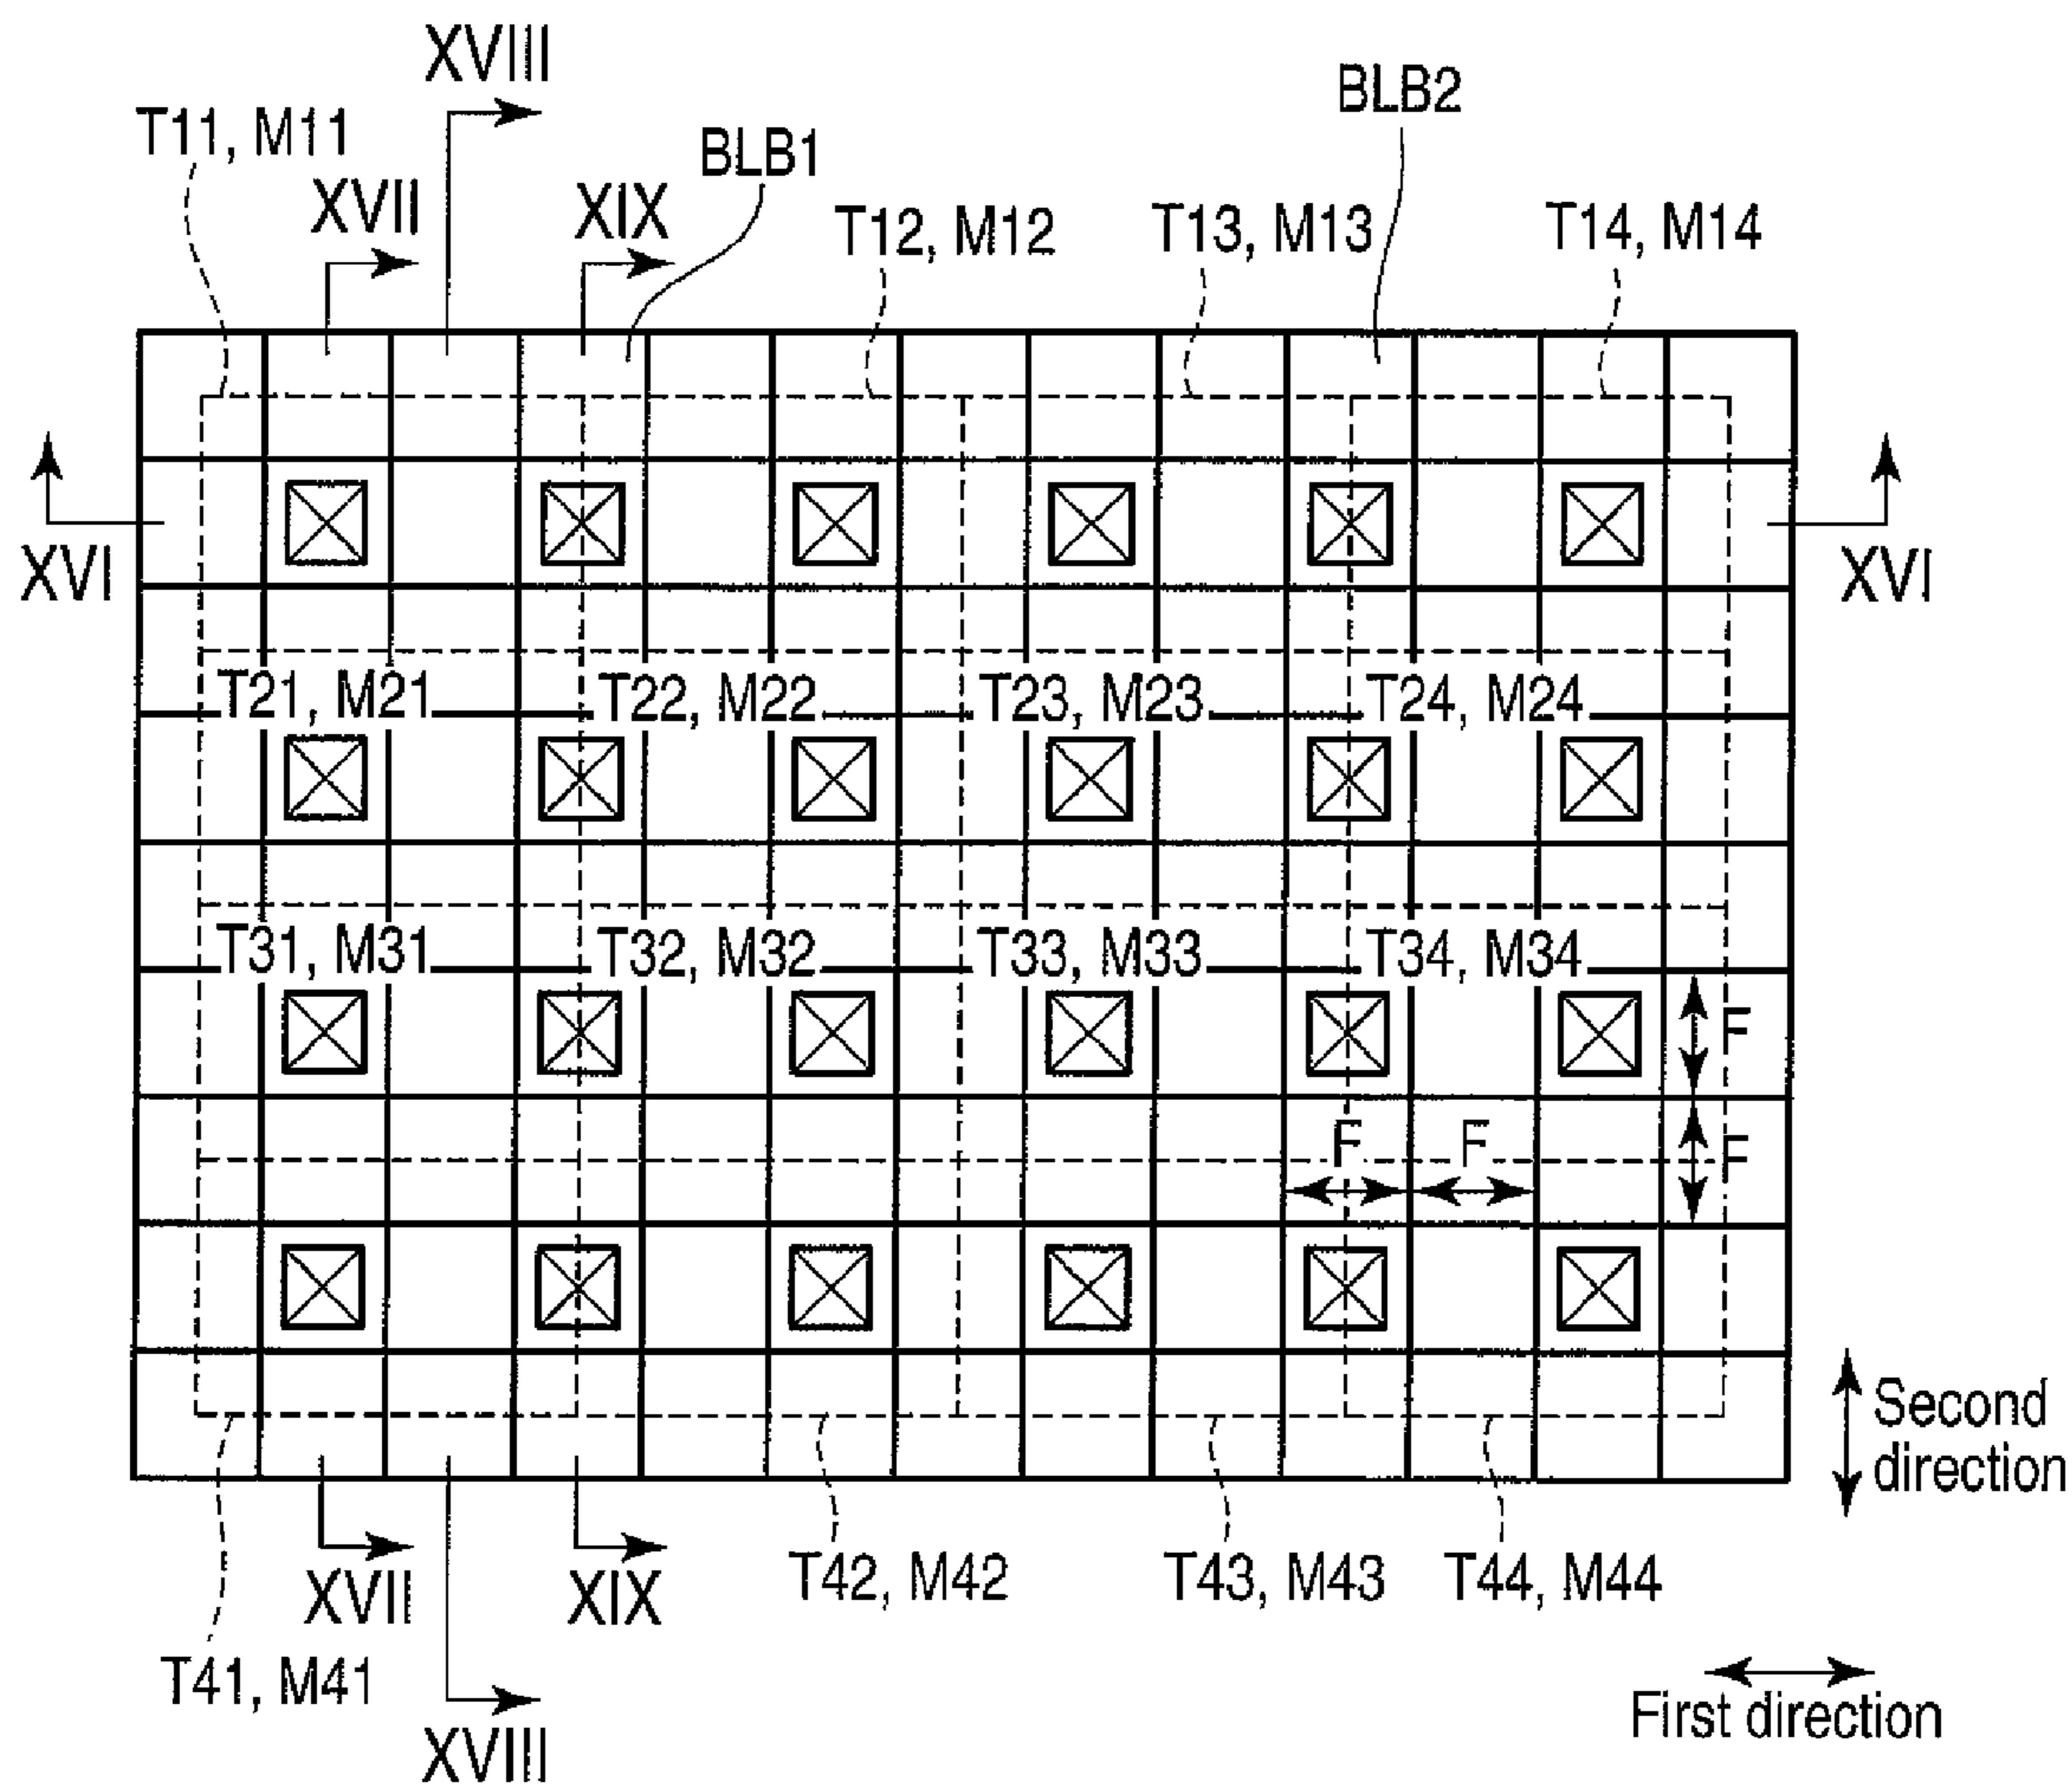 XVIII
BLB2
T11, M11
BLB1
XVII
XIX
T12, M12
T13, M13
T14, M14
XVI
XVI
T21, M21
T22, M22
T23, M23
T24, M24
T31, M31
T32, M32
T33, M33
T34, M34
F
F
F
F
Second
direction
XVII
XIX
T42, M42
T43, M43
T44, M44
T41, M41
First direction
XVIII